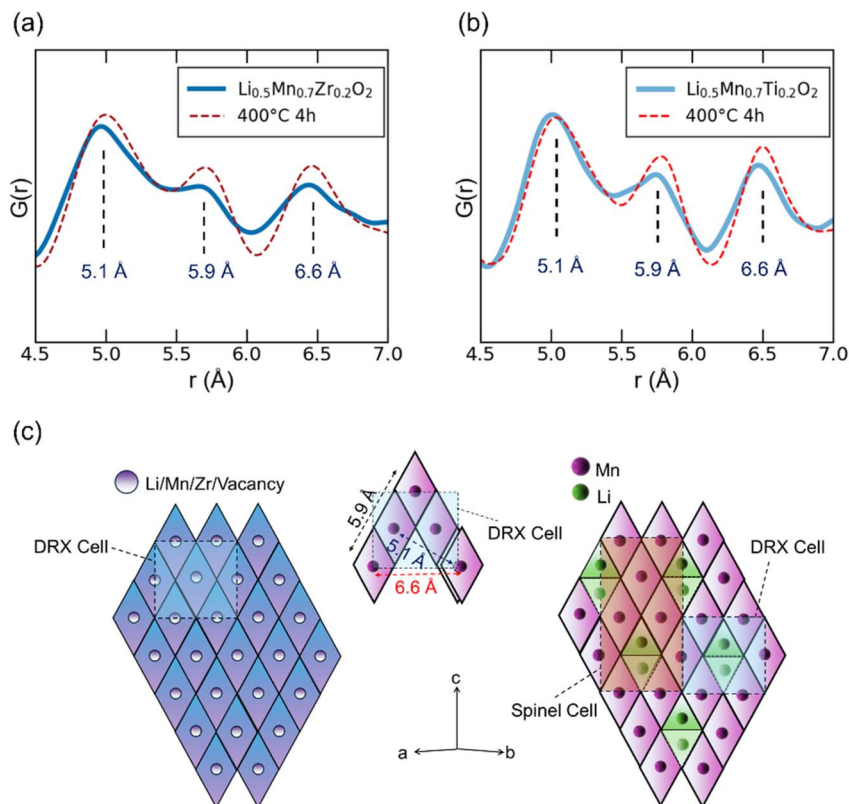 (a)
Li₀.₅Mn₀.₇Zr₀.₂O₂
400°C 4h
G(r)
5.1 Å
5.9 Å
6.6 Å
4.5 5.0 5.5 6.0 6.5 7.0
r (Å)
(b)
Li₀.₅Mn₀.₇Ti₀.₂O₂
400°C 4h
G(r)
5.1 Å
5.9 Å
6.6 Å
4.5 5.0 5.5 6.0 6.5 7.0
r (Å)
(c)
Li/Mn/Zr/Vacancy
DRX Cell
5.9 Å
5.1 Å
6.6 Å
DRX Cell
c
a
b
Mn
Li
DRX Cell
Spinel Cell